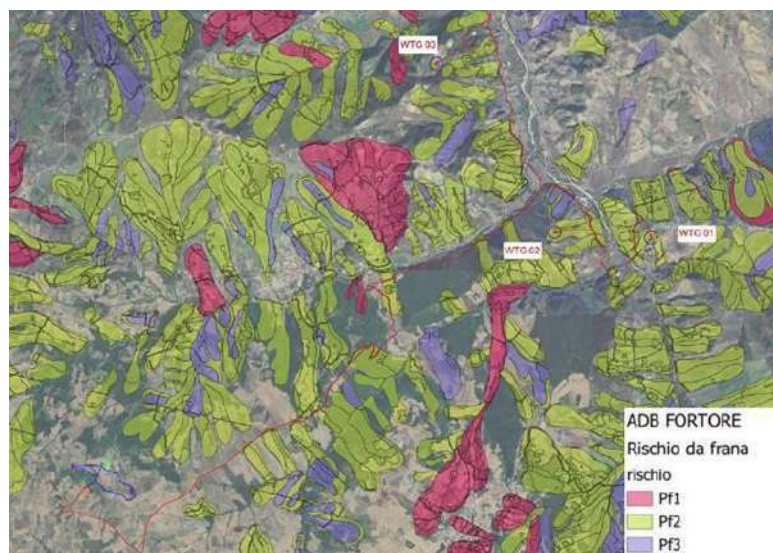 WTG 03
WTG 02
WTG 01
ADB FORTORE
Rischio da frana
rischio
Pf1
Pf2
Pf3